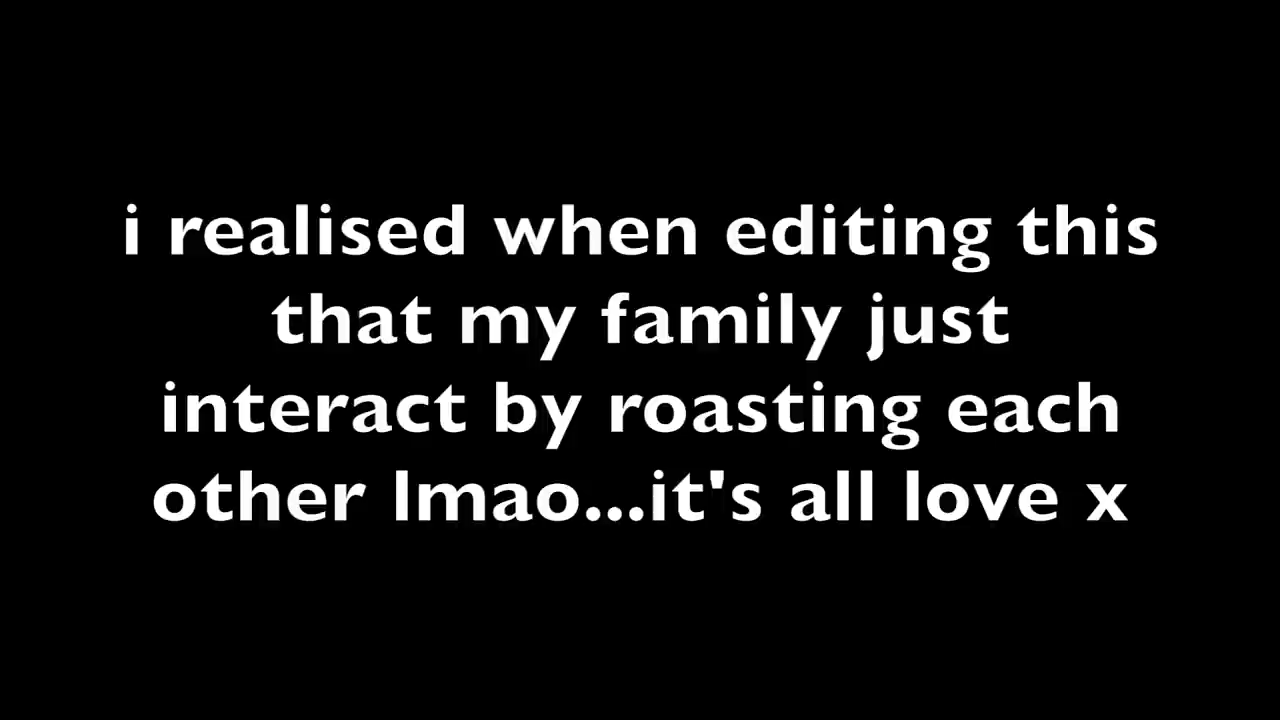 i realised when editing this
that my family just
interact by roasting each
other lmao...it's all love x